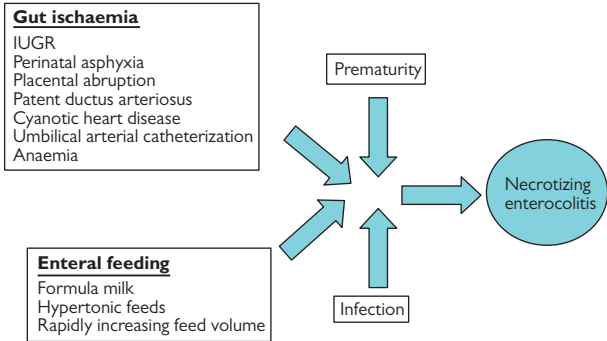 Gut ischaemia
IUGR
Perinatal asphyxia
Placental abruption
Patent ductus arteriosus
Cyanotic heart disease
Umbilical arterial catheterization
Anaemia
Prematurity
Necrotizing
enterocolitis
Enteral feeding
Formula milk
Hypertonic feeds
Rapidly increasing feed volume
Infection